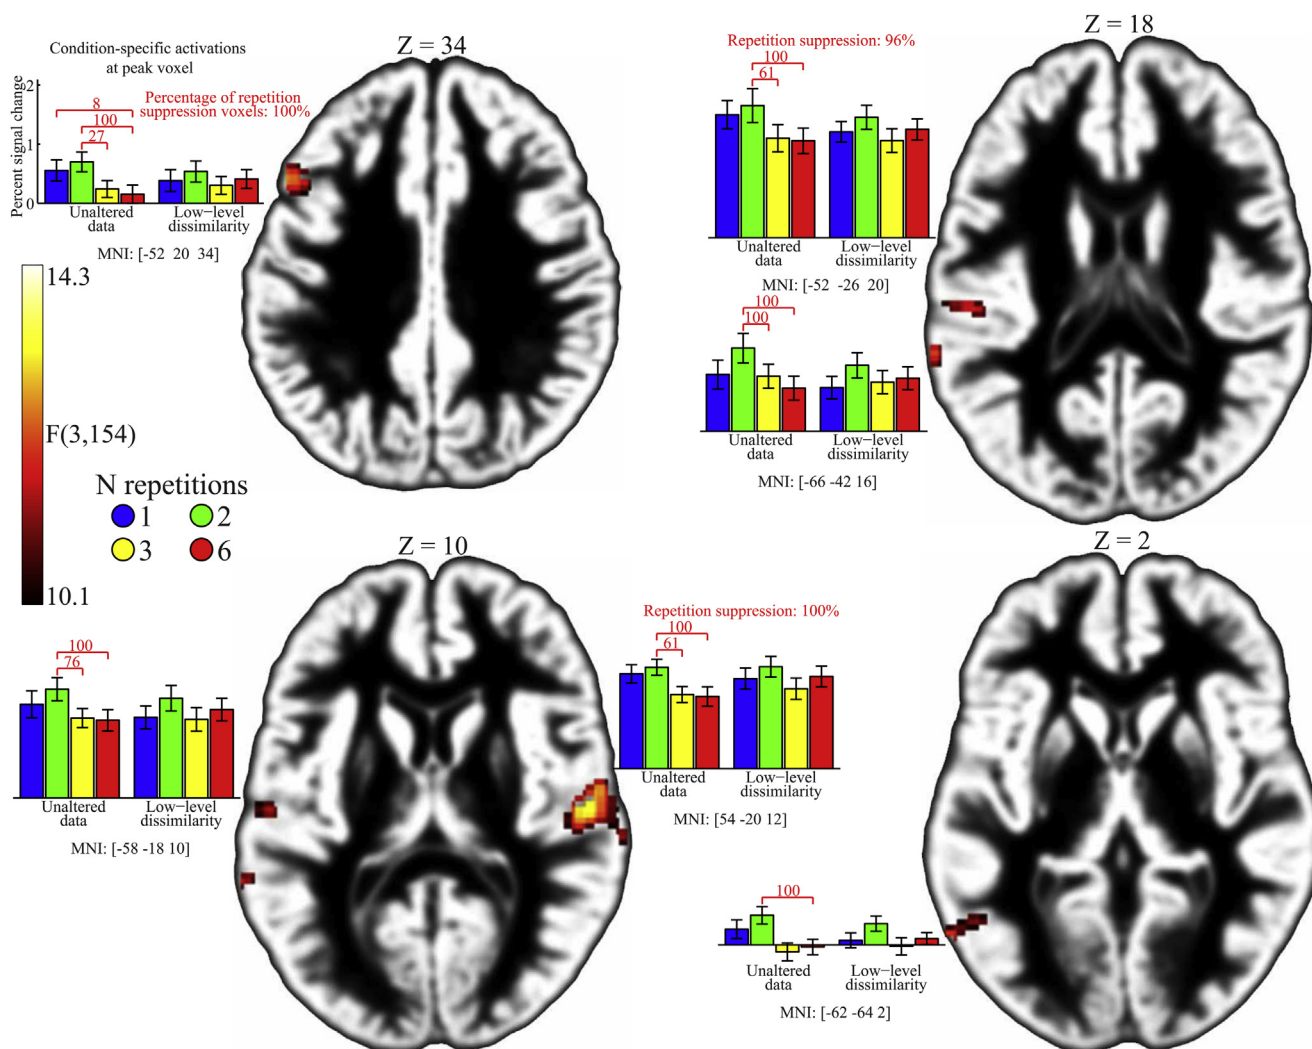 Condition-specific activations
at peak voxel
Percent signal change
2
1
0
8
100
27
Percentage of repetition
suppression voxels: 100%
Unaltered
data
Low-level
dissimilarity
MNI: [-52 20 34]
Z = 34
Z = 18
Repetition suppression: 96%
100
61
Unaltered
data
Low-level
dissimilarity
MNI: [-52 -26 20]
100
100
Unaltered
data
Low-level
dissimilarity
MNI: [-66 -42 16]
14.3
F(3,154)
10.1
N repetitions
1
2
3
6
Z = 10
Z = 2
100
76
Unaltered
data
Low-level
dissimilarity
MNI: [-58 -18 10]
Repetition suppression: 100%
100
61
Unaltered
data
Low-level
dissimilarity
MNI: [54 -20 12]
100
Unaltered
data
Low-level
dissimilarity
MNI: [-62 -64 2]